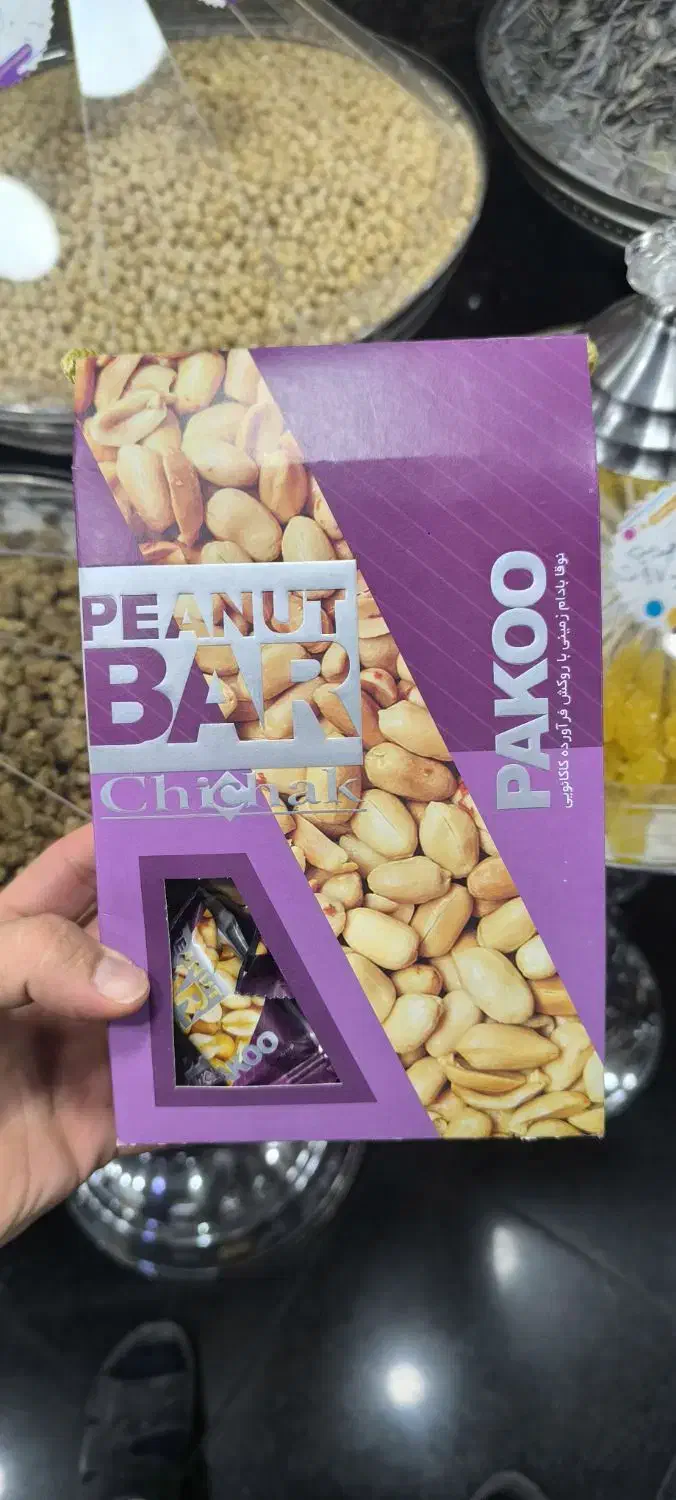 PEANUT
BAR
Chichak
PAKOO
نوقا بادام زمینی با روکش فرآورده کاکائویی